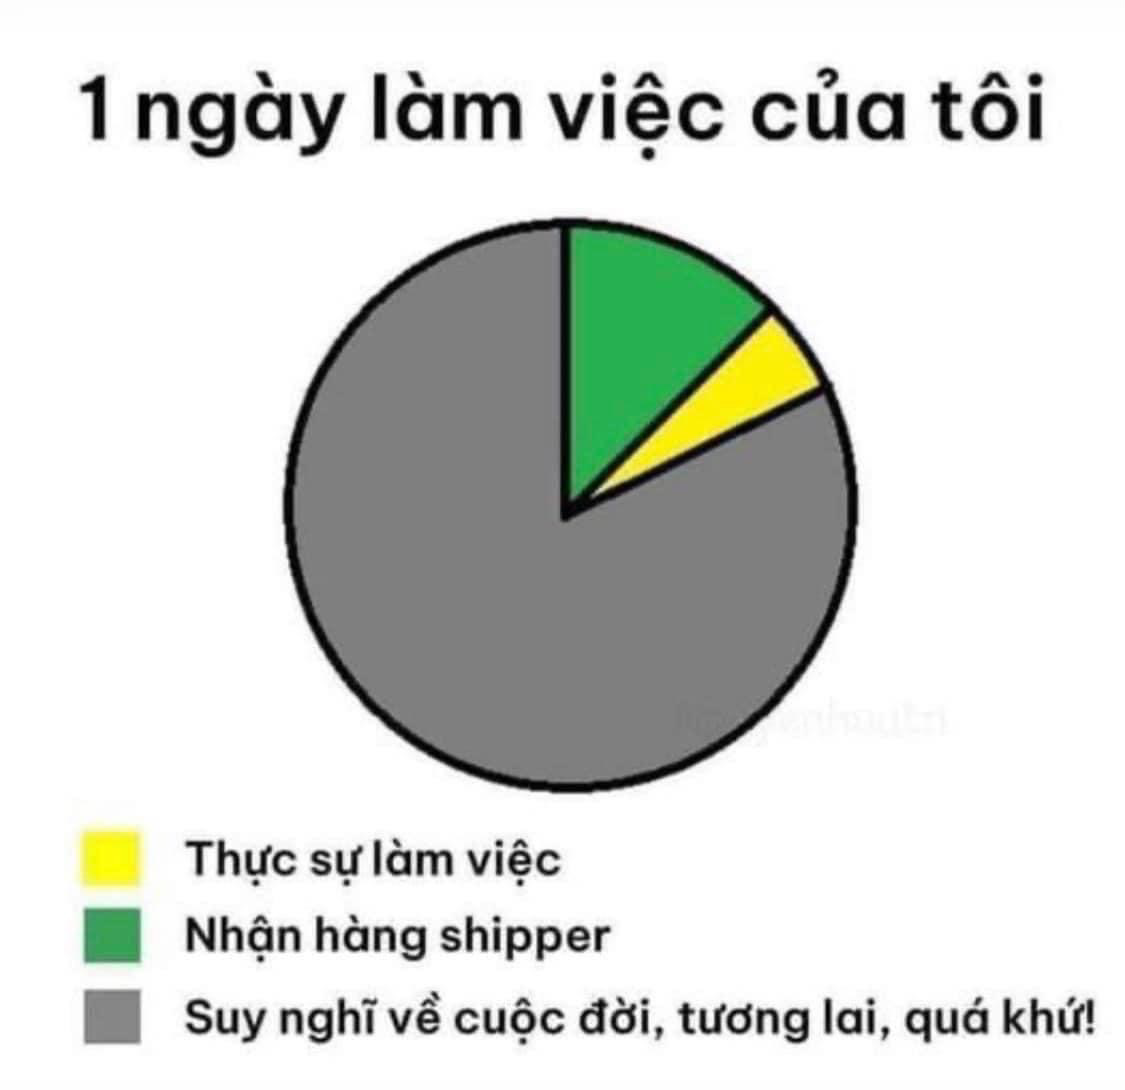 1 ngày làm việc của tôi
Thực sự làm việc
Nhận hàng shipper
Suy nghĩ về cuộc đời, tương lai, quá khứ!